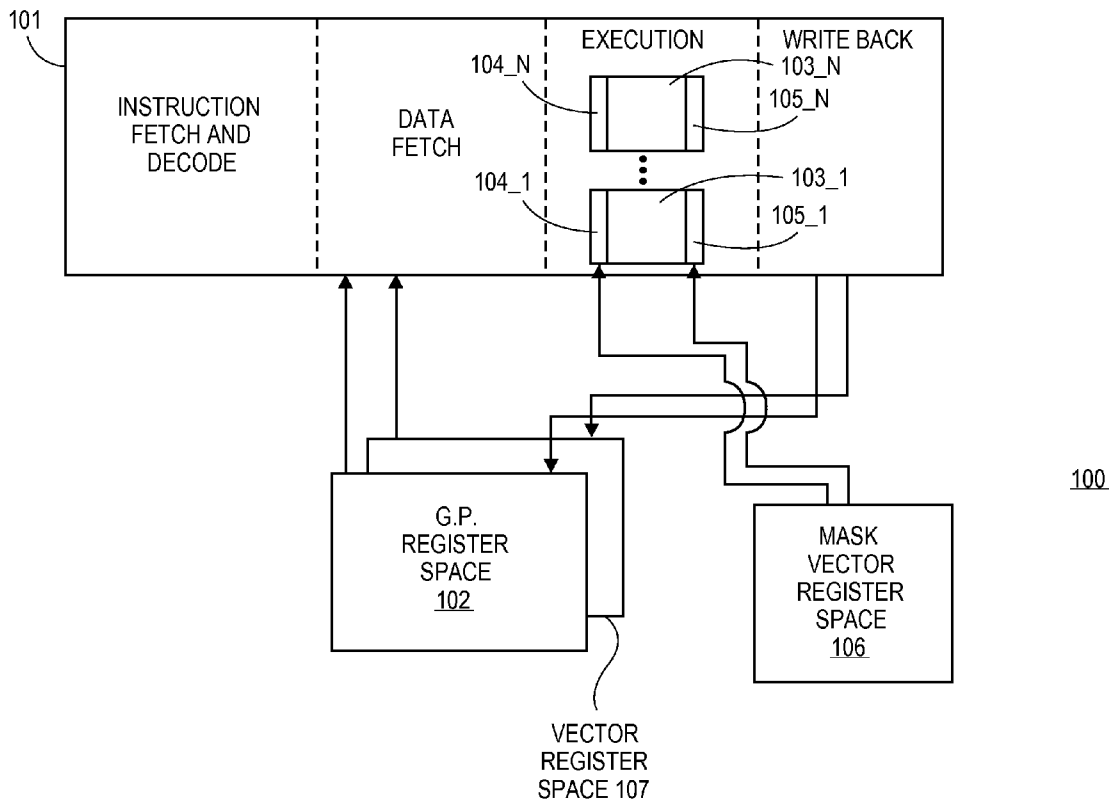 101
EXECUTION
WRITE BACK
104_N
103_N
INSTRUCTION
FETCH AND
DECODE
DATA
FETCH
105_N
104_1
103_1
105_1
G.P.
REGISTER
SPACE
102
MASK
VECTOR
REGISTER
SPACE
106
100
VECTOR
REGISTER
SPACE 107